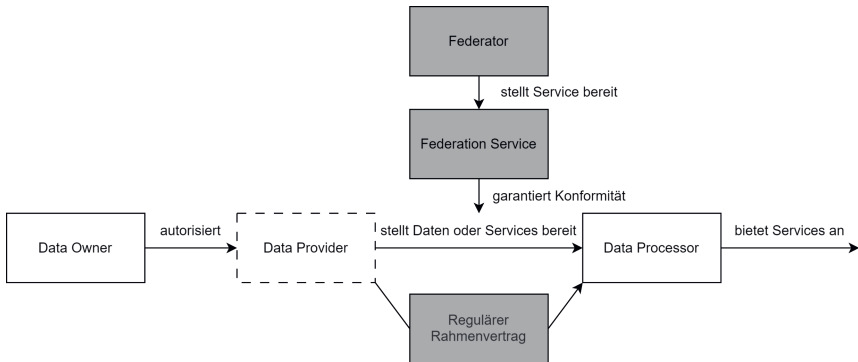 Federator
stellt Service bereit
Federation Service
garantiert Konformität
Data Owner
autorisiert
Data Provider
stellt Daten oder Services bereit
Data Processor
bietet Services an
Regulärer
Rahmenvertrag